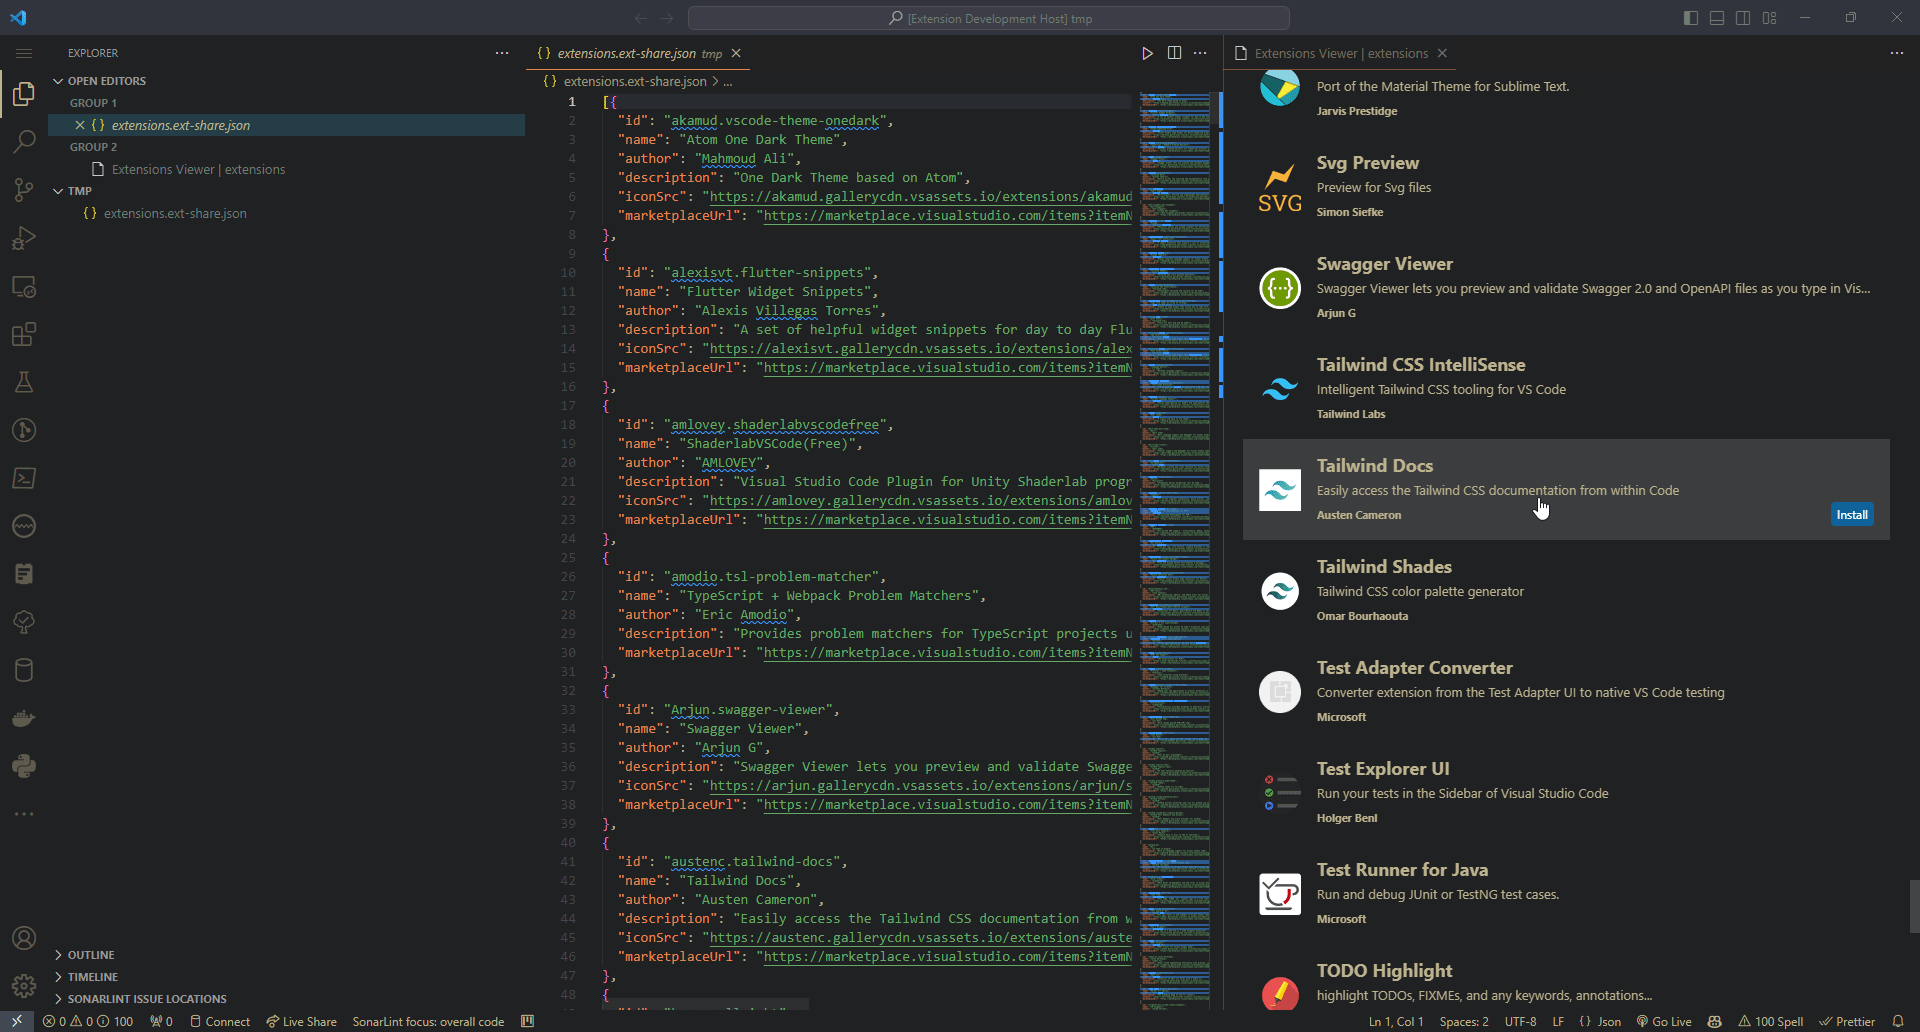 [Extension Development Host] tmp
EXPLORER
OPEN EDITORS
GROUP 1
extensions.ext-share.json
GROUP 2
Extensions Viewer | extensions
TMP
{} extensions.ext-share.json
OUTLINE
TIMELINE
SONARLINT ISSUE LOCATIONS
{} extensions.ext-share.json tmp
{} extensions.ext-share.json > ...
1 [{
2 "id": "akamud.vscode-theme-onedark",
3 "name": "Atom One Dark Theme",
4 "author": "Mahmoud Ali",
5 "description": "One Dark Theme based on Atom",
6 "iconSrc": "https://akamud.gallerycdn.vsassets.io/extensions/akamud
7 "marketplaceUrl": "https://marketplace.visualstudio.com/items?itemN
8 },
9 {
10 "id": "alexisvt.flutter-snippets",
11 "name": "Flutter Widget Snippets",
12 "author": "Alexis Villegas Torres",
13 "description": "A set of helpful widget snippets for day to day Flu
14 "iconSrc": "https://alexisvt.gallerycdn.vsassets.io/extensions/alex
15 "marketplaceUrl": "https://marketplace.visualstudio.com/items?itemN
16 },
17 {
18 "id": "amlovey.shaderlabvscodefree",
19 "name": "ShaderlabVSCode(Free)",
20 "author": "AMLOVEY",
21 "description": "Visual Studio Code Plugin for Unity Shaderlab progr
22 "iconSrc": "https://amlovey.gallerycdn.vsassets.io/extensions/amlov
23 "marketplaceUrl": "https://marketplace.visualstudio.com/items?itemN
24 },
25 {
26 "id": "amodio.tsl-problem-matcher",
27 "name": "TypeScript + Webpack Problem Matchers",
28 "author": "Eric Amodio",
29 "description": "Provides problem matchers for TypeScript projects u
30 "marketplaceUrl": "https://marketplace.visualstudio.com/items?itemN
31 },
32 {
33 "id": "Arjun.swagger-viewer",
34 "name": "Swagger Viewer",
35 "author": "Arjun G",
36 "description": "Swagger Viewer lets you preview and validate Swagge
37 "iconSrc": "https://arjun.gallerycdn.vsassets.io/extensions/arjun/s
38 "marketplaceUrl": "https://marketplace.visualstudio.com/items?itemN
39 },
40 {
41 "id": "austenc.tailwind-docs",
42 "name": "Tailwind Docs",
43 "author": "Austen Cameron",
44 "description": "Easily access the Tailwind CSS documentation from w
45 "iconSrc": "https://austenc.gallerycdn.vsassets.io/extensions/auste
46 "marketplaceUrl": "https://marketplace.visualstudio.com/items?itemN
47 },
48 {
Extensions Viewer | extensions
Port of the Material Theme for Sublime Text.
Jarvis Prestidge
SVG
Svg Preview
Preview for Svg files
Simon Siefke
Swagger Viewer
Swagger Viewer lets you preview and validate Swagger 2.0 and OpenAPI files as you type in Vis...
Arjun G
Tailwind CSS IntelliSense
Intelligent Tailwind CSS tooling for VS Code
Tailwind Labs
Tailwind Docs
Easily access the Tailwind CSS documentation from within Code
Austen Cameron
Install
Tailwind Shades
Tailwind CSS color palette generator
Omar Bourhaouta
Test Adapter Converter
Converter extension from the Test Adapter UI to native VS Code testing
Microsoft
Test Explorer UI
Run your tests in the Sidebar of Visual Studio Code
Holger Benl
Test Runner for Java
Run and debug JUnit or TestNG test cases.
Microsoft
TODO Highlight
highlight TODOs, FIXMEs, and any keywords, annotations...
0 0 100 0 Connect Live Share SonarLint focus: overall code
Ln 1, Col 1 Spaces: 2 UTF-8 LF {} Json Go Live 100 Spell Prettier